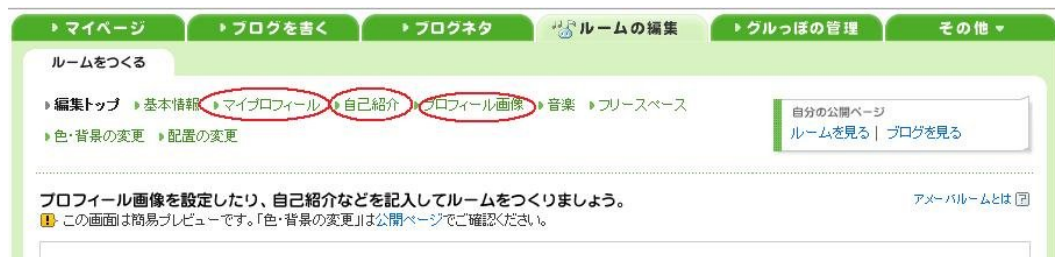 マイページ ブログを書く ブログネタ ルームの編集 グルっぽの管理 その他
ルームをつくる
編集トップ 基本情報 マイプロフィール 自己紹介 プロフィール画像 音楽 フリースペース
色・背景の変更 配置の変更
自分の公開ページ
ルームを見る | ブログを見る
プロフィール画像を設定したり、自己紹介などを記入してルームをつくりましょう。
アメーバルームとは ?
! この画面は簡易プレビューです。「色・背景の変更」は公開ページでご確認ください。